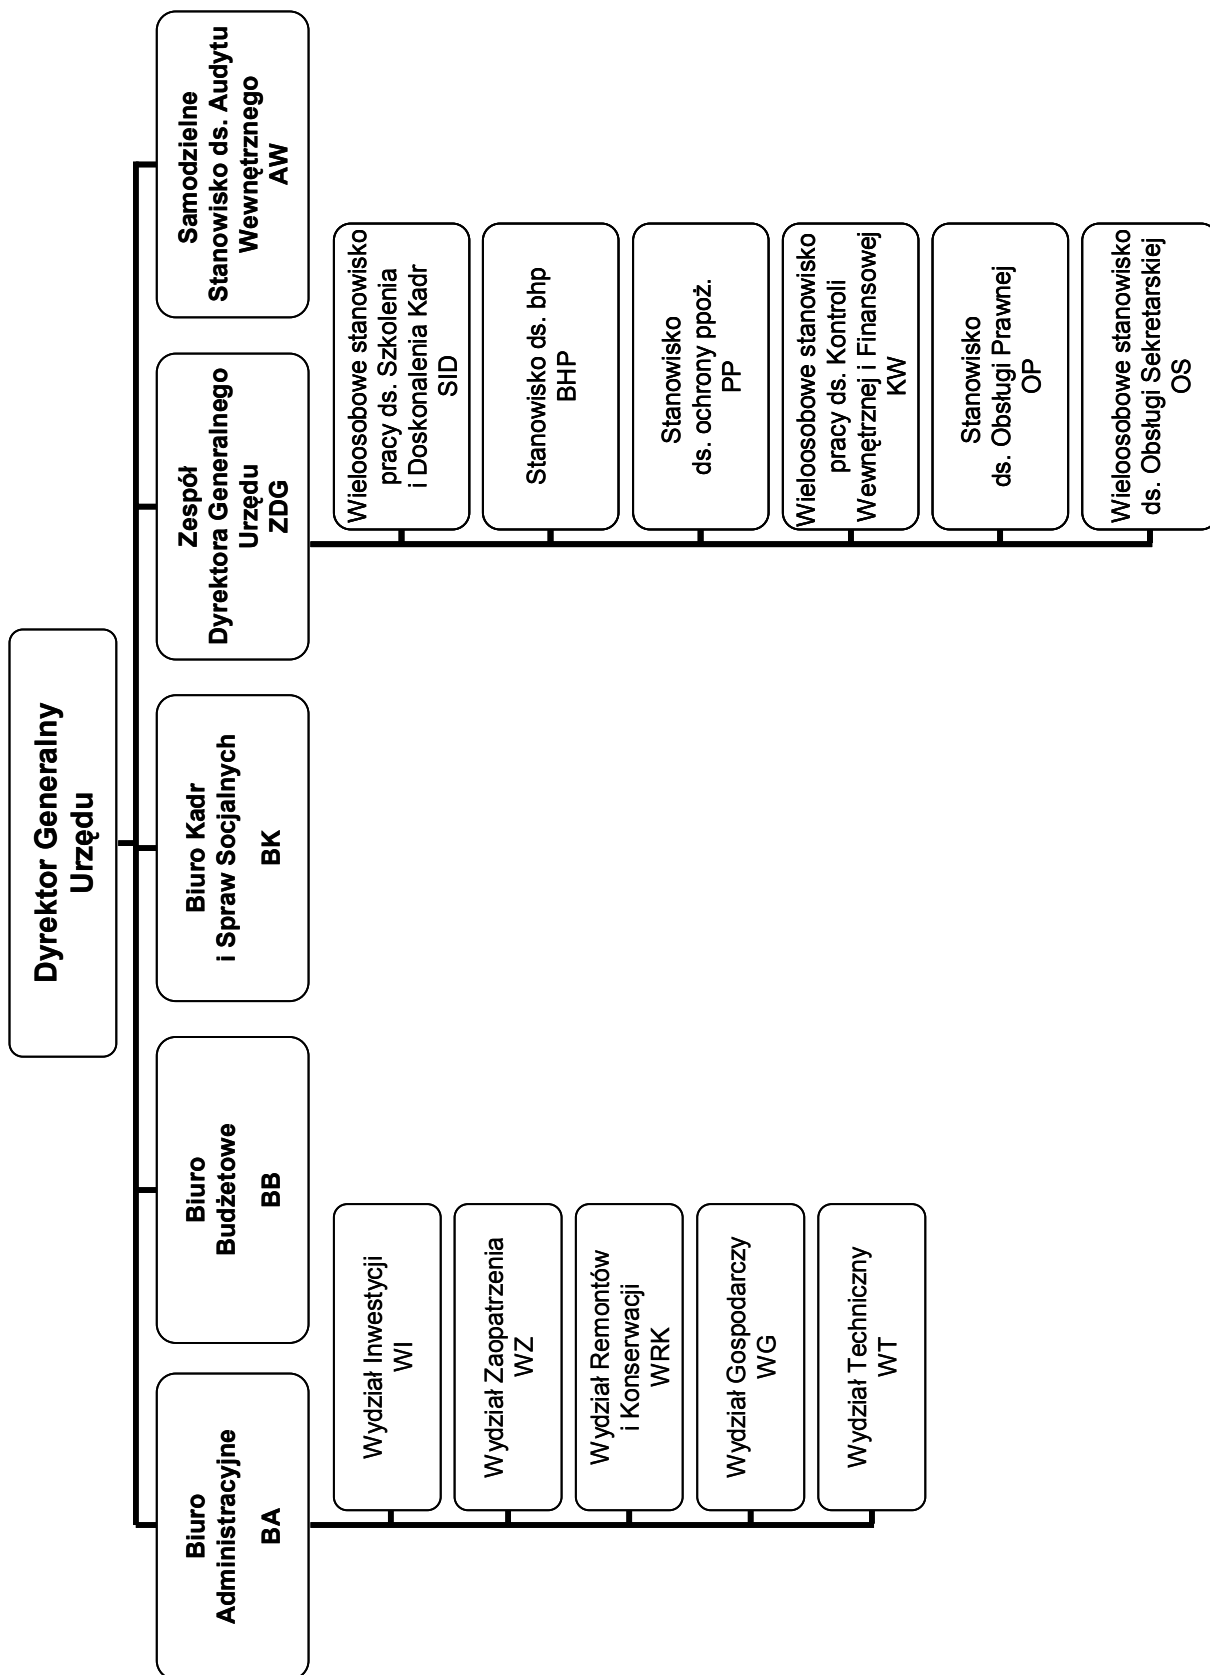 Dyrektor Generalny
Urzędu
Biuro
Administracyjne
BA
Biuro
Budżetowe
BB
Biuro Kadr
i Spraw Socjalnych
BK
Zespół
Dyrektora Generalnego
Urzędu
ZDG
Samodzielne
Stanowisko ds. Audytu
Wewnętrznego
AW
Wydział Inwestycji
WI
Wydział Zaopatrzenia
WZ
Wydział Remontów
i Konserwacji
WRK
Wydział Gospodarczy
WG
Wydział Techniczny
WT
Wieloosobowe stanowisko
pracy ds. Szkolenia
i Doskonalenia Kadr
SID
Stanowisko ds. bhp
BHP
Stanowisko
ds. ochrony ppoż.
PP
Wieloosobowe stanowisko
pracy ds. Kontroli
Wewnętrznej i Finansowej
KW
Stanowisko
ds. Obsługi Prawnej
OP
Wieloosobowe stanowisko
ds. Obsługi Sekretarskiej
OS